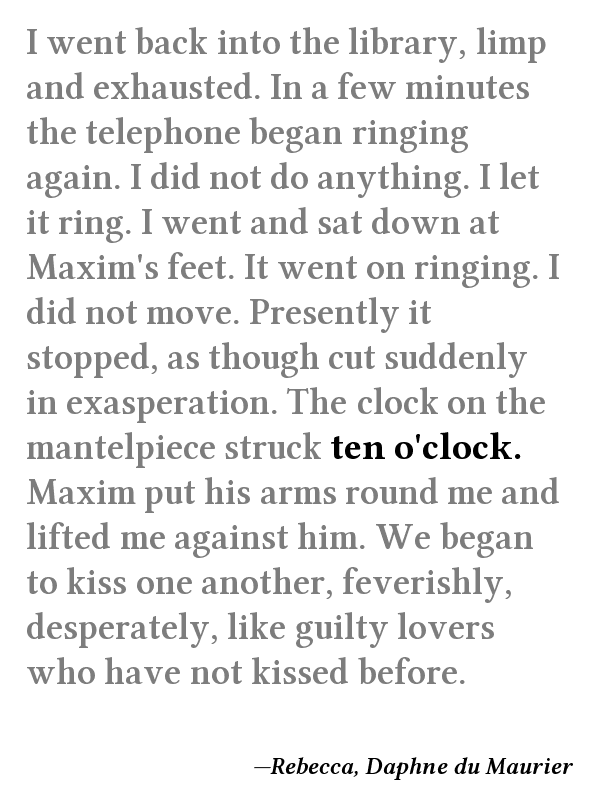 I went back into the library, limp
and exhausted. In a few minutes
the telephone began ringing
again. I did not do anything. I let
it ring. I went and sat down at
Maxim's feet. It went on ringing. I
did not move. Presently it
stopped, as though cut suddenly
in exasperation. The clock on the
mantelpiece struck ten o'clock.
Maxim put his arms round me and
lifted me against him. We began
to kiss one another, feverishly,
desperately, like guilty lovers
who have not kissed before.
—Rebecca, Daphne du Maurier